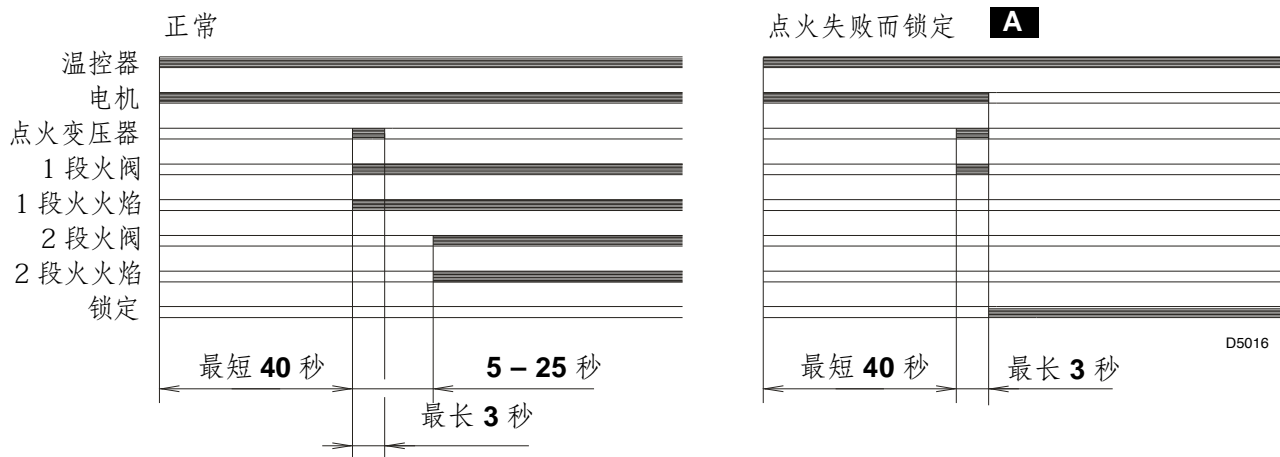 正常
点火失败而锁定 A
温控器
电机
点火变压器
1 段火阀
1 段火火焰
2 段火阀
2 段火火焰
锁定
D5016
最短 40 秒
5 – 25 秒
最长 3 秒
最短 40 秒
最长 3 秒